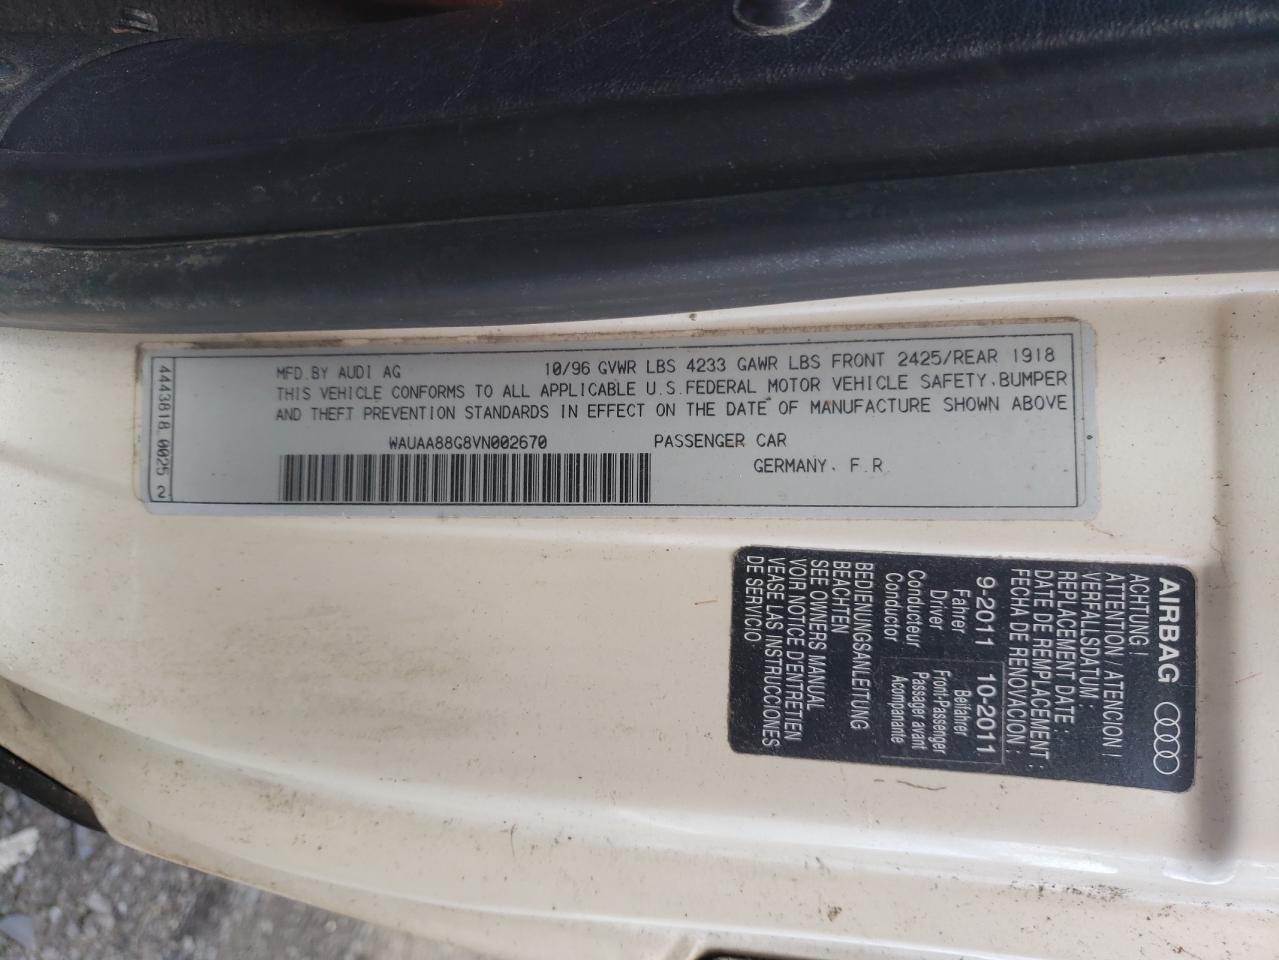 MFD.BY AUDI AG 10/96 GVWR LBS 4233 GAWR LBS FRONT 2425/REAR 1918
THIS VEHICLE CONFORMS TO ALL APPLICABLE U.S.FEDERAL MOTOR VEHICLE SAFETY,BUMPER
AND THEFT PREVENTION STANDARDS IN EFFECT ON THE DATE OF MANUFACTURE SHOWN ABOVE
WAUAA88G8VN002670 PASSENGER CAR
GERMANY, F.R.
4443818.0025 2
AIRBAG
ACHTUNG !
ATTENTION / ATENCION !
VERFALLSDATUM :
REPLACEMENT DATE :
DATE DE REMPLACEMENT :
FECHA DE RENOVACION :
9-2011 10-2011
Fahrer Beifahrer
Driver Front-Passenger
Conducteur Passager avant
Conductor Acompanante
BEDIENUNGSANLEITUNG
BEACHTEN
SEE OWNERS MANUAL
VOIR NOTICE D'ENTRETIEN
VEASE LAS INSTRUCCIONES
DE SERVICIO